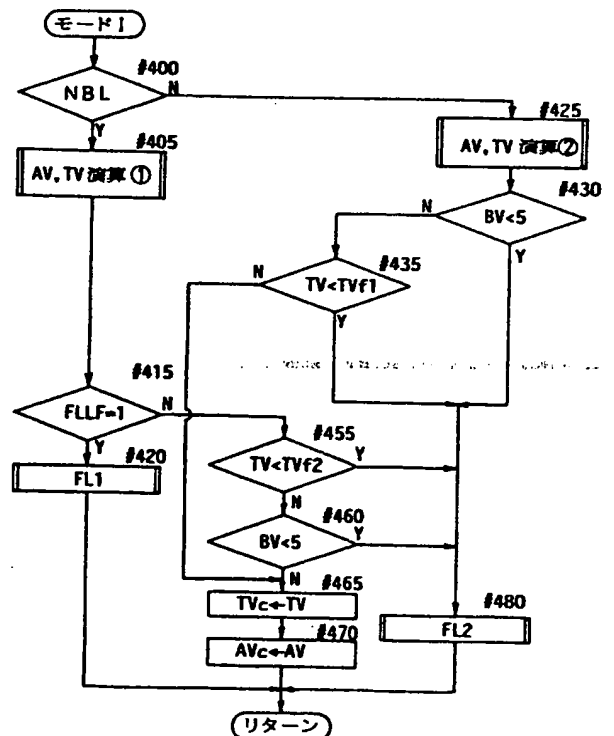 モードI
#400
NBL
N
Y
#405
AV,TV 演算①
#425
AV,TV 演算②
#430
BV<5
N
Y
#435
TV<TVf1
N
Y
#415
FLLF=1
N
Y
#420
FL1
#455
TV<TVf2
Y
N
#460
BV<5
Y
N
#465
TVc←TV
#470
AVc←AV
#480
FL2
リターン